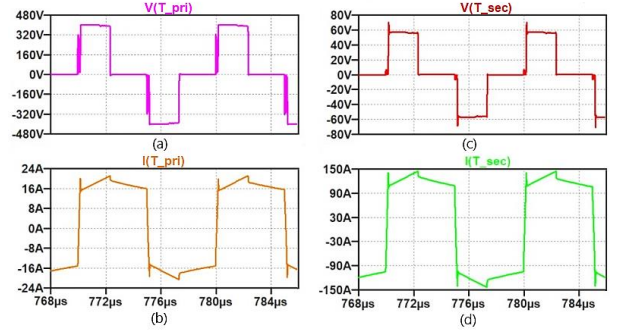 V(T_pri)
480V
320V
160V
0V
-160V
-320V
-480V
(a)
V(T_sec)
80V
60V
40V
20V
0V
-20V
-40V
-60V
-80V
(c)
I(T_pri)
24A
16A
8A
0A
-8A
-16A
-24A
768µs
772µs
776µs
780µs
784µs
(b)
I(T_sec)
150A
90A
30A
-30A
-90A
-150A
768µs
772µs
776µs
780µs
784µs
(d)